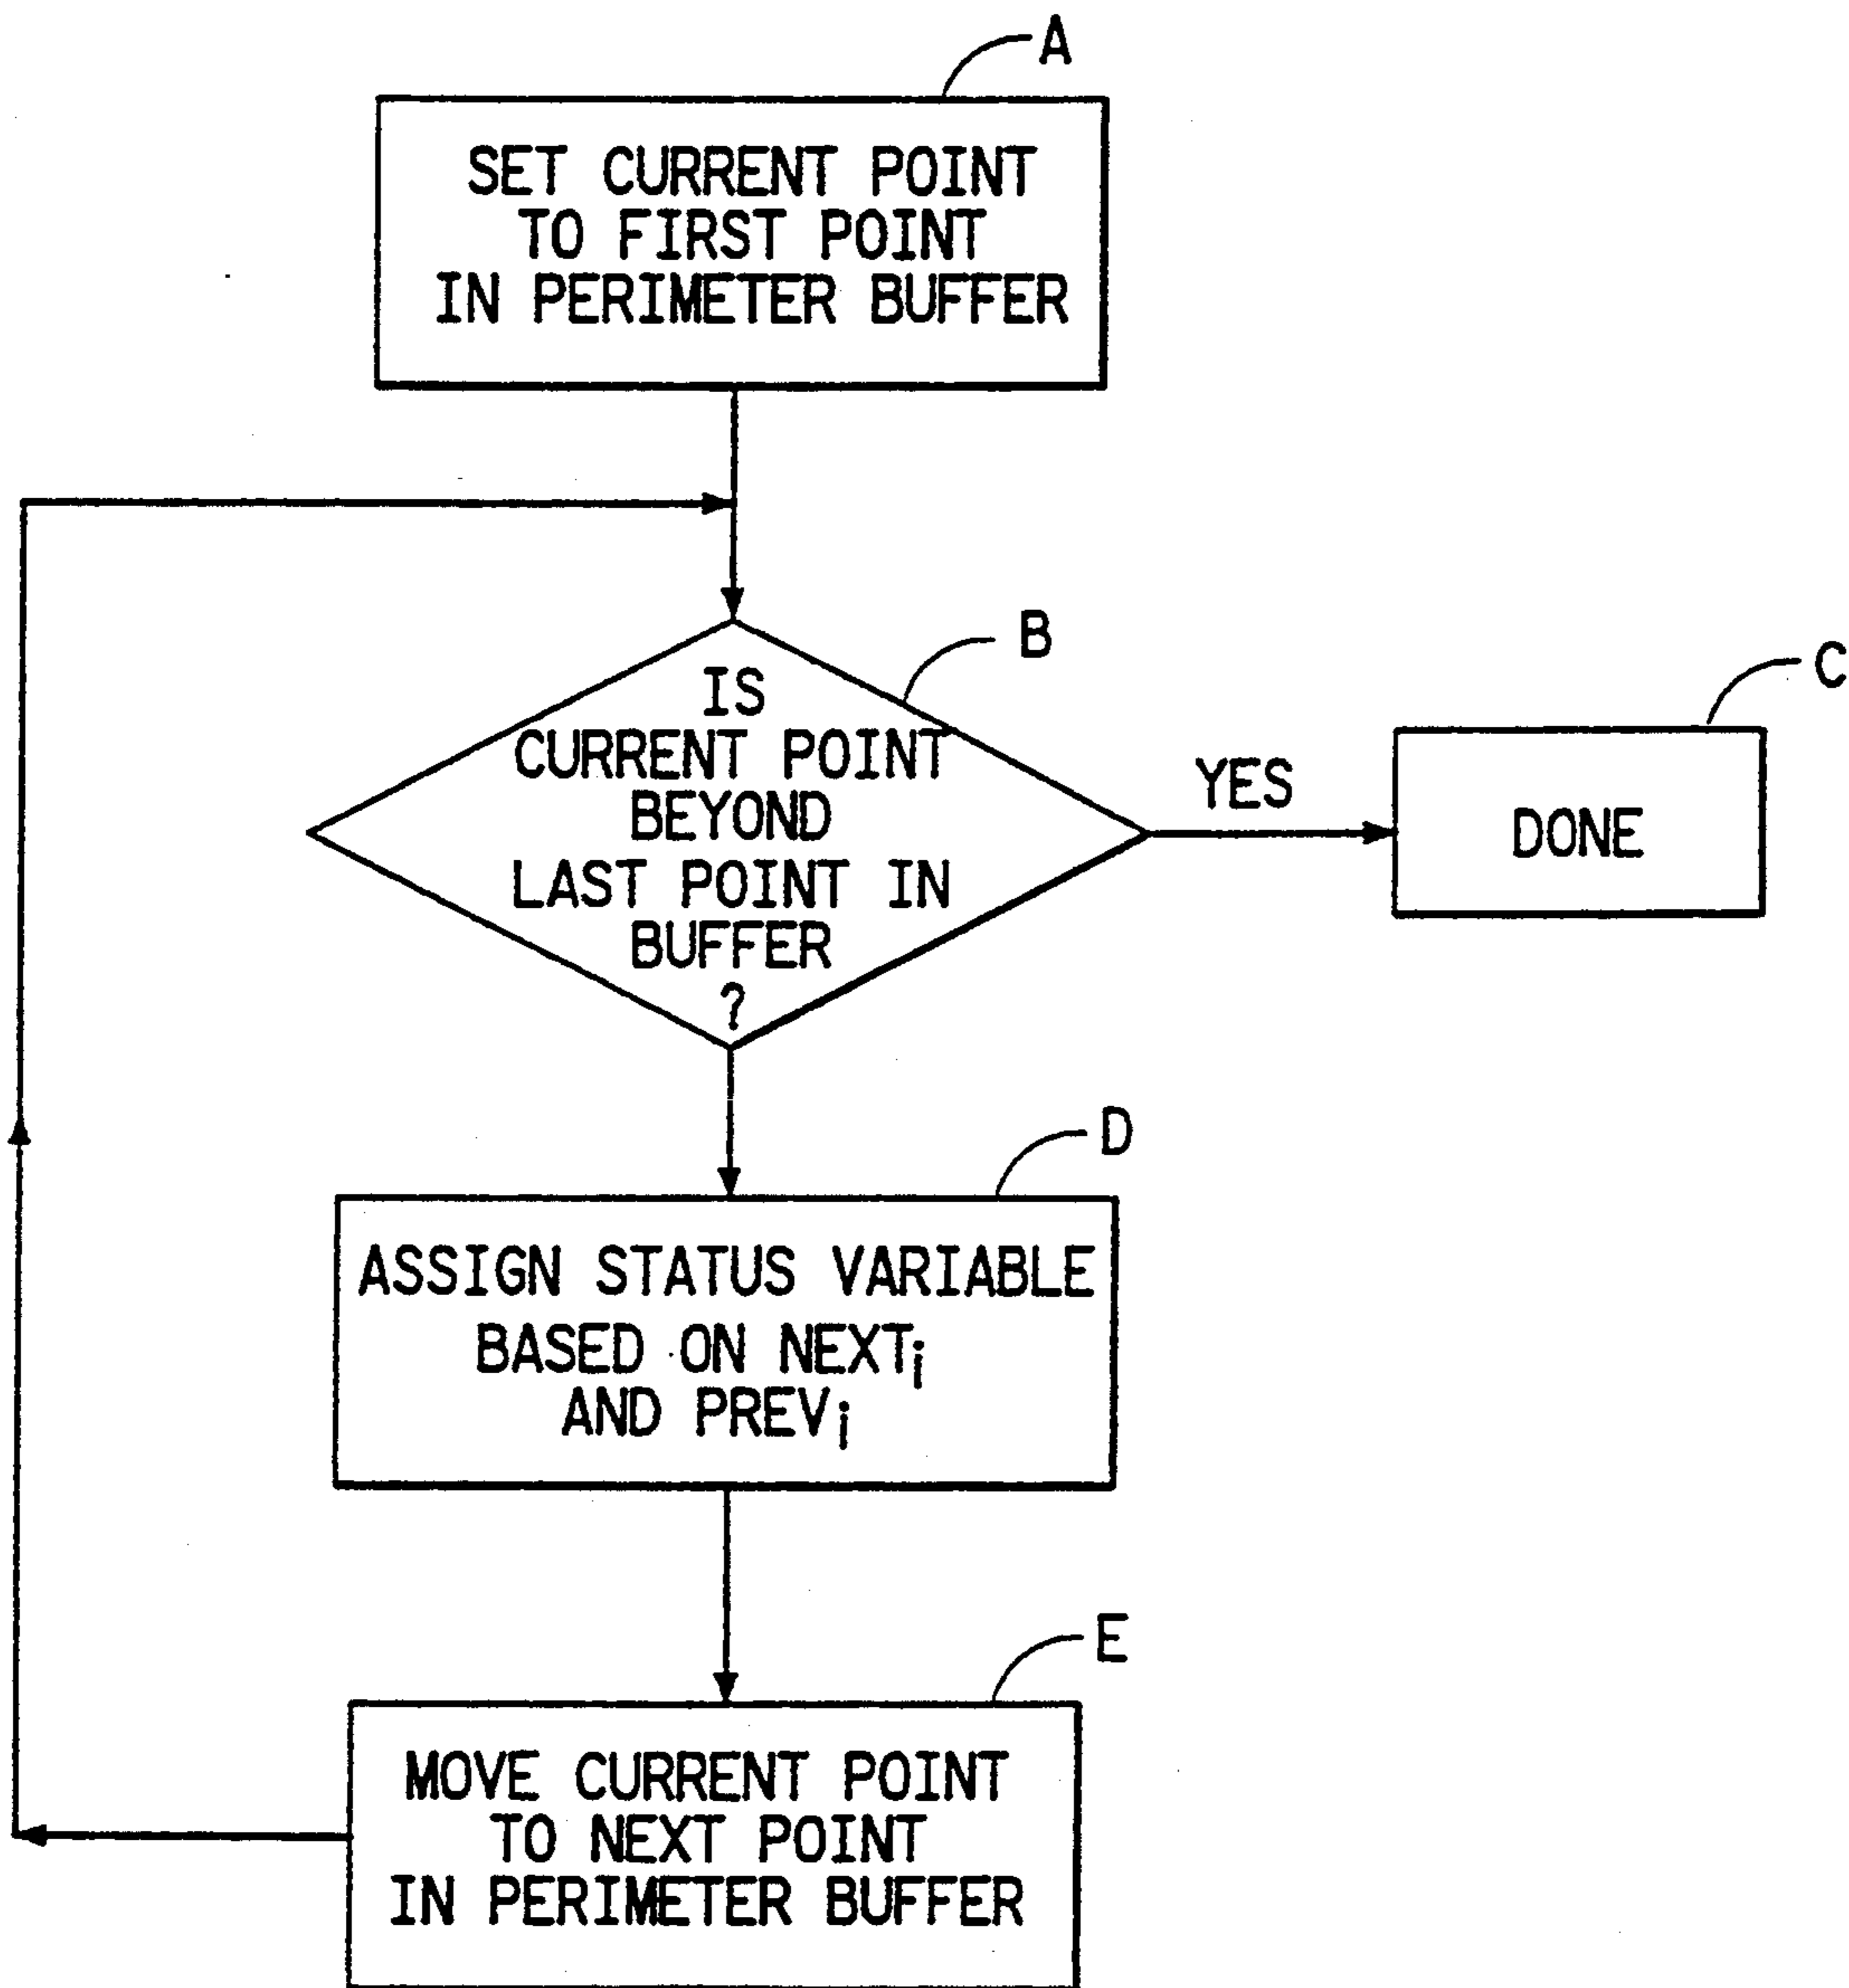 A
SET CURRENT POINT
TO FIRST POINT
IN PERIMETER BUFFER
B
IS
CURRENT POINT
BEYOND
LAST POINT IN
BUFFER
?
YES
C
DONE
D
ASSIGN STATUS VARIABLE
BASED ON NEXTi
AND PREVi
E
MOVE CURRENT POINT
TO NEXT POINT
IN PERIMETER BUFFER